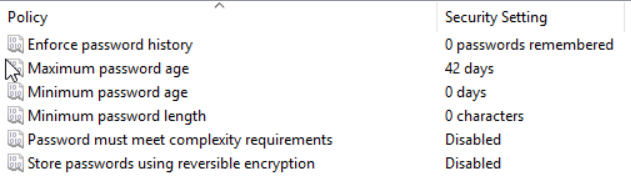 Policy Security Setting
Enforce password history 0 passwords remembered
Maximum password age 42 days
Minimum password age 0 days
Minimum password length 0 characters
Password must meet complexity requirements Disabled
Store passwords using reversible encryption Disabled